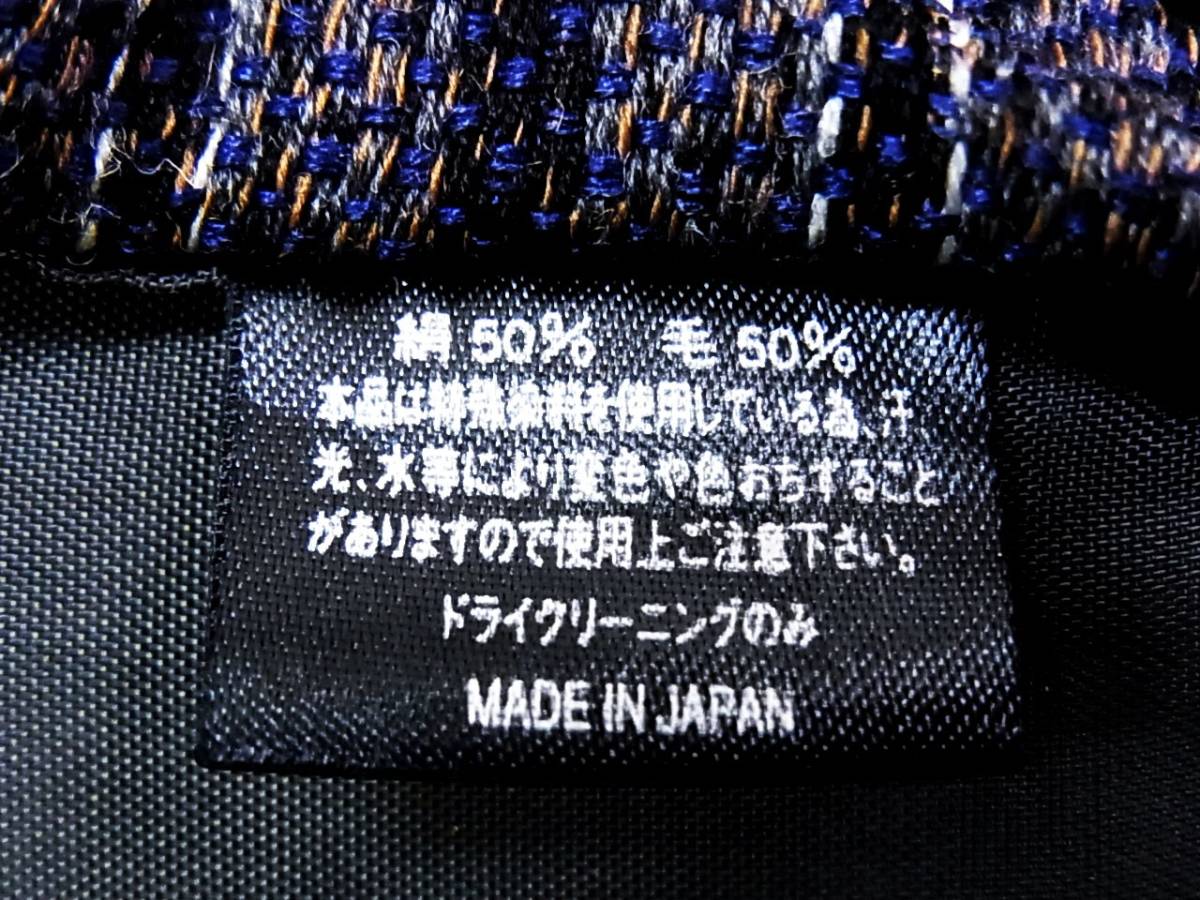 絹 50% 毛 50%
本品は特殊染料を使用している為、汗
光、水等により変色や色おちすること
がありますので使用上ご注意下さい。
ドライクリーニングのみ
MADE IN JAPAN